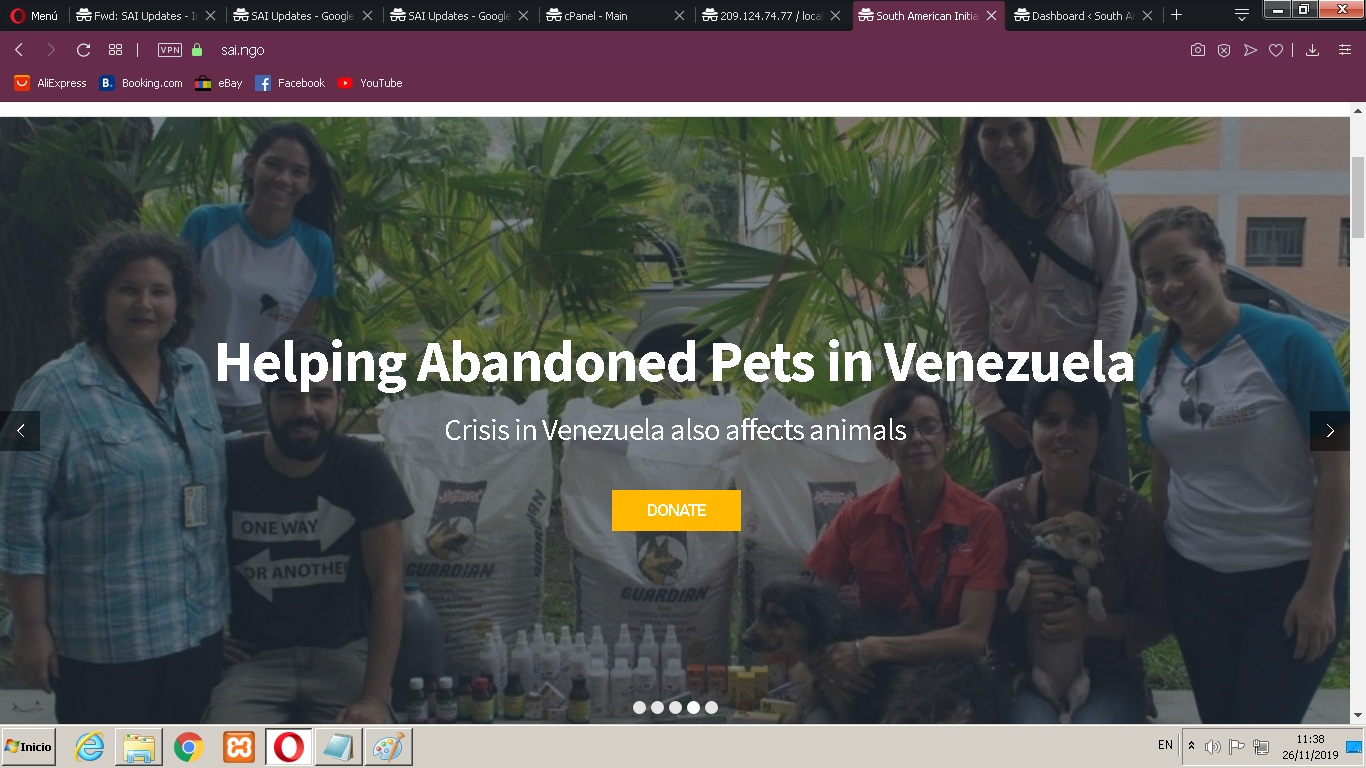 Menú
Fwd: SAI Updates - I
SAI Updates - Google
SAI Updates - Google
cPanel - Main
209.124.74.77 / local
South American Initia
Dashboard ‹ South A
VPN
sai.ngo
AliExpress
B.
Booking.com
eBay
Facebook
YouTube
Helping Abandoned Pets in Venezuela
Crisis in Venezuela also affects animals
DONATE
ONE WAY
OR ANOTHER
GUARDIAN
GUARDIAN
GUARDIAN
Inicio
EN
11:38
26/11/2019